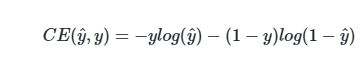 CE(ŷ, y) = −ylog(ŷ) − (1 − y)log(1 − ŷ)